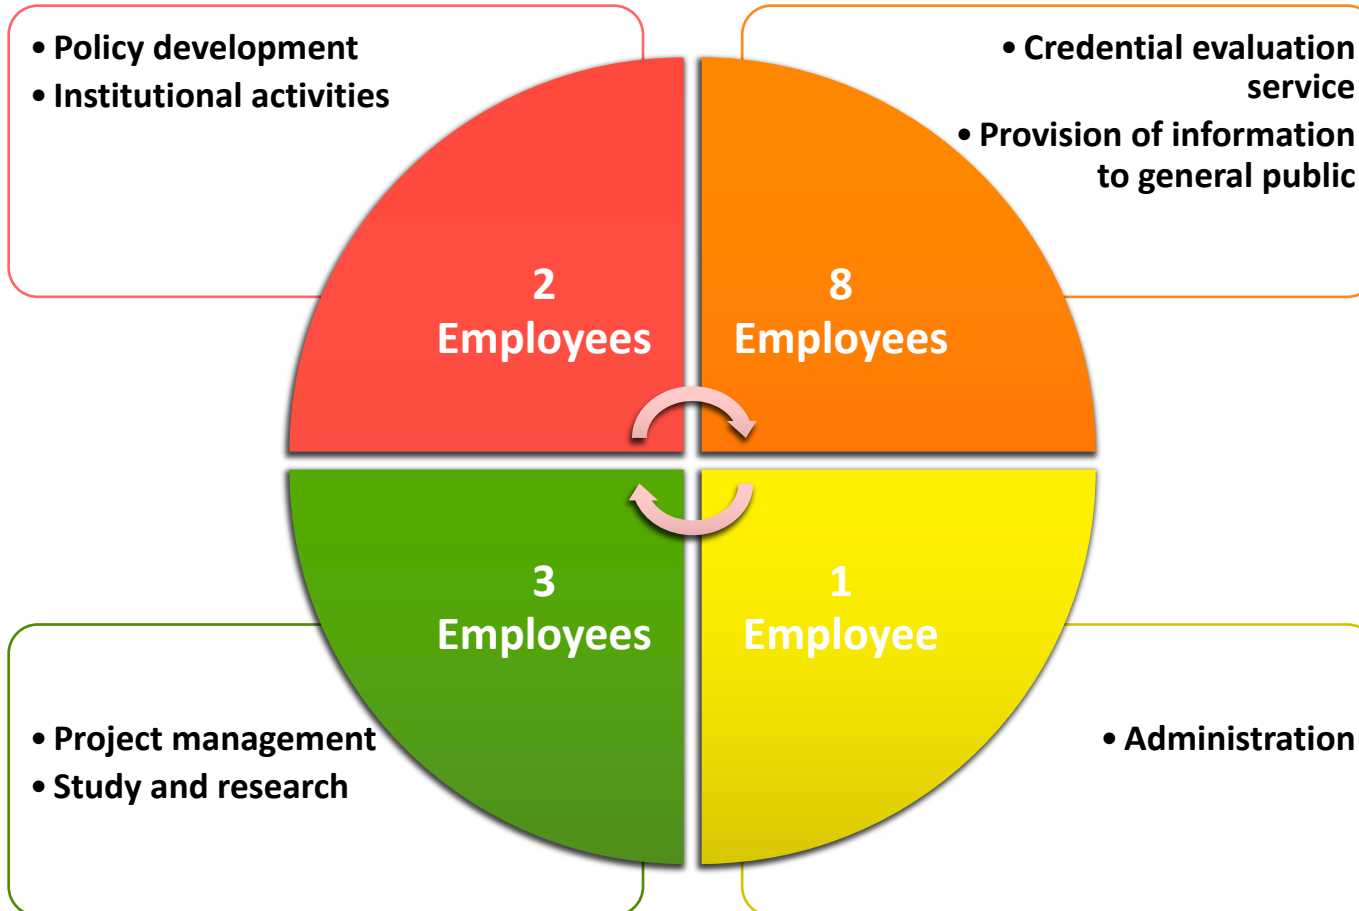 • Policy development
• Institutional activities
• Credential evaluation
service
• Provision of information
to general public
2
Employees
8
Employees
3
Employees
1
Employee
• Project management
• Study and research
• Administration